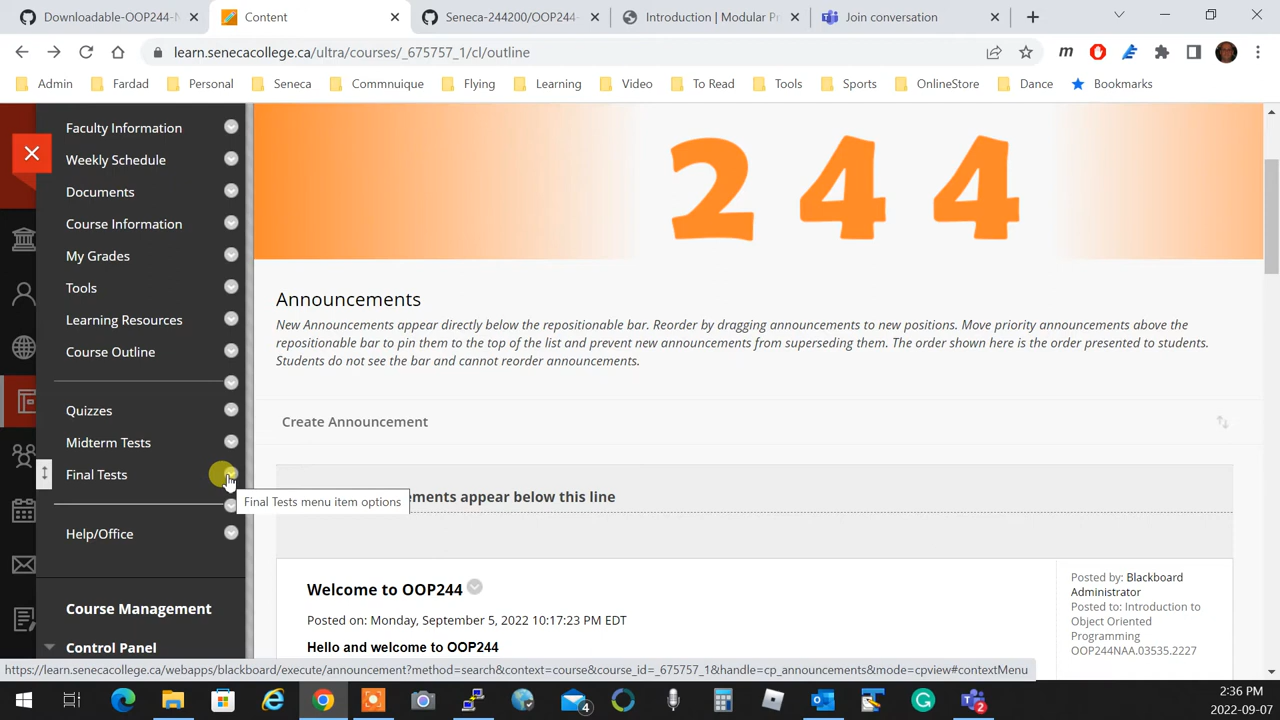 Downloadable-OOP244-N
Content
Seneca-244200/OOP244-
Introduction | Modular Pr
Join conversation
learn.senecacollege.ca/ultra/courses/_675757_1/cl/outline
m
Admin
Fardad
Personal
Seneca
Commnuique
Flying
Learning
Video
To Read
Tools
Sports
OnlineStore
Dance
Bookmarks
Faculty Information
Weekly Schedule
Documents
Course Information
My Grades
Tools
Learning Resources
Course Outline
Quizzes
Midterm Tests
Final Tests
Final Tests menu item options
Help/Office
Course Management
Control Panel
244
Announcements
New Announcements appear directly below the repositionable bar. Reorder by dragging announcements to new positions. Move priority announcements above the
repositionable bar to pin them to the top of the list and prevent new announcements from superseding them. The order shown here is the order presented to students.
Students do not see the bar and cannot reorder announcements.
Create Announcement
ements appear below this line
Welcome to OOP244
Posted on: Monday, September 5, 2022 10:17:23 PM EDT
Hello and welcome to OOP244
Posted by: Blackboard
Administrator
Posted to: Introduction to
Object Oriented
Programming
OOP244NAA.03535.2227
https://learn.senecacollege.ca/webapps/blackboard/execute/announcement?method=search&context=course&course_id=_675757_1&handle=cp_announcements&mode=cpview#contextMenu
4
2
2:36 PM
2022-09-07